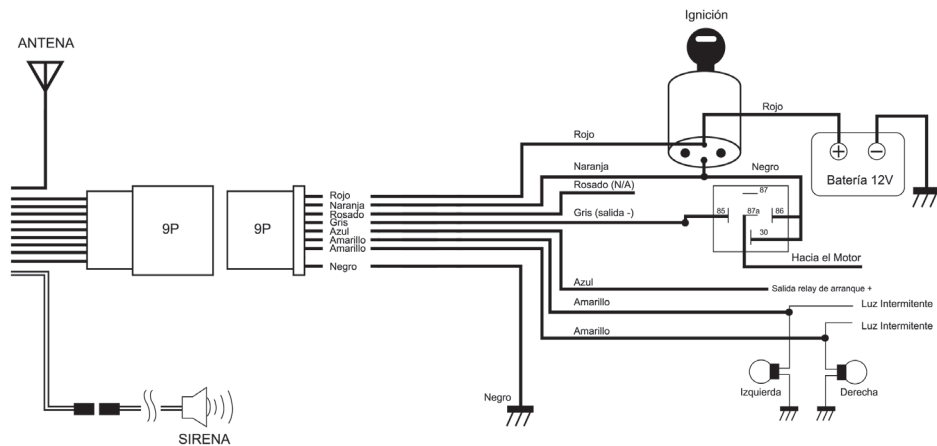 Ignición
ANTENA
Rojo
Rojo
+
−
Batería 12V
Naranja
Negro
Rosado (N/A)
87
Gris (salida -)
85
87a
86
30
9P
9P
Rojo
Naranja
Rosado
Gris
Azul
Amarillo
Amarillo
Negro
Hacia el Motor
Azul
Salida relay de arranque +
Amarillo
Luz Intermitente
Amarillo
Luz Intermitente
Izquierda
Derecha
Negro
SIRENA